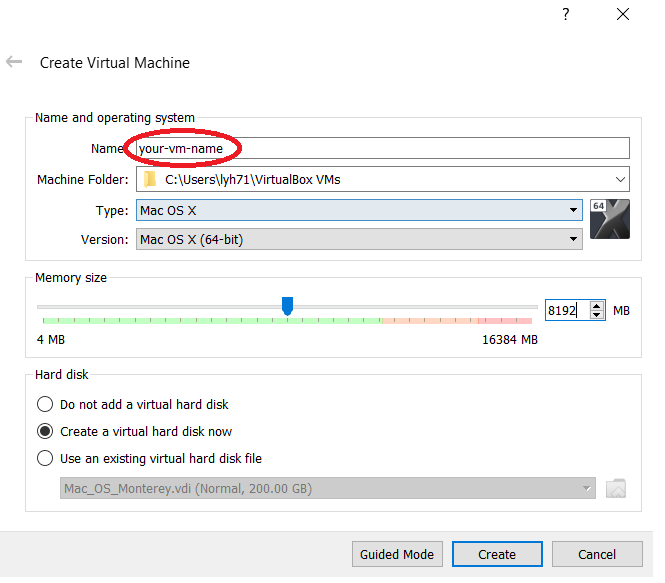 ?
Create Virtual Machine
Name and operating system
Name your-vm-name
Machine Folder: C:\Users\lyh71\VirtualBox VMs
Type: Mac OS X
64
Version: Mac OS X (64-bit)
Memory size
8192 MB
4 MB 16384 MB
Hard disk
Do not add a virtual hard disk
Create a virtual hard disk now
Use an existing virtual hard disk file
Mac_OS_Monterey.vdi (Normal, 200.00 GB)
Guided Mode Create Cancel